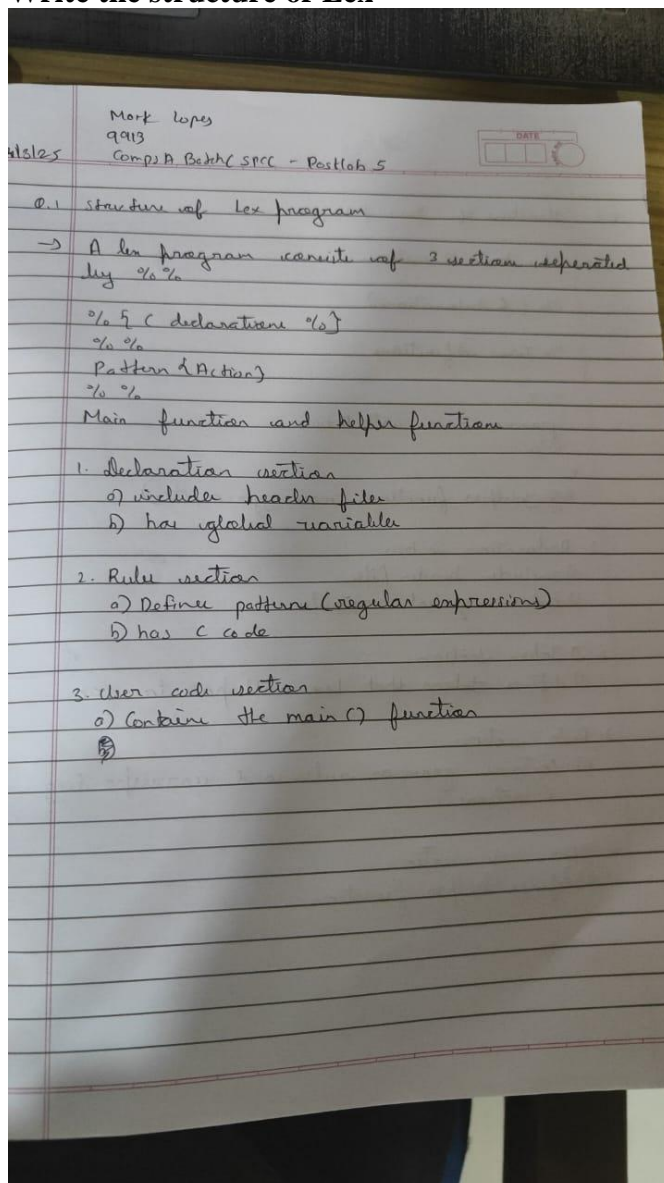 Write the structure of Lex
Mark Lopes
9913
Comps A Batch C SPCC - Postlab 5
DATE
Q.1 Structure of Lex program
→ A lex program consists of 3 sections seperated
by %%
%{ C declarations %}
%%
Pattern {Action}
%%
Main function and helper functions
1. Declaration section
a) includes header files
b) has global variables
2. Rules section
a) Defines patterns (regular expressions)
b) has C code
3. User code section
a) Contains the main() function